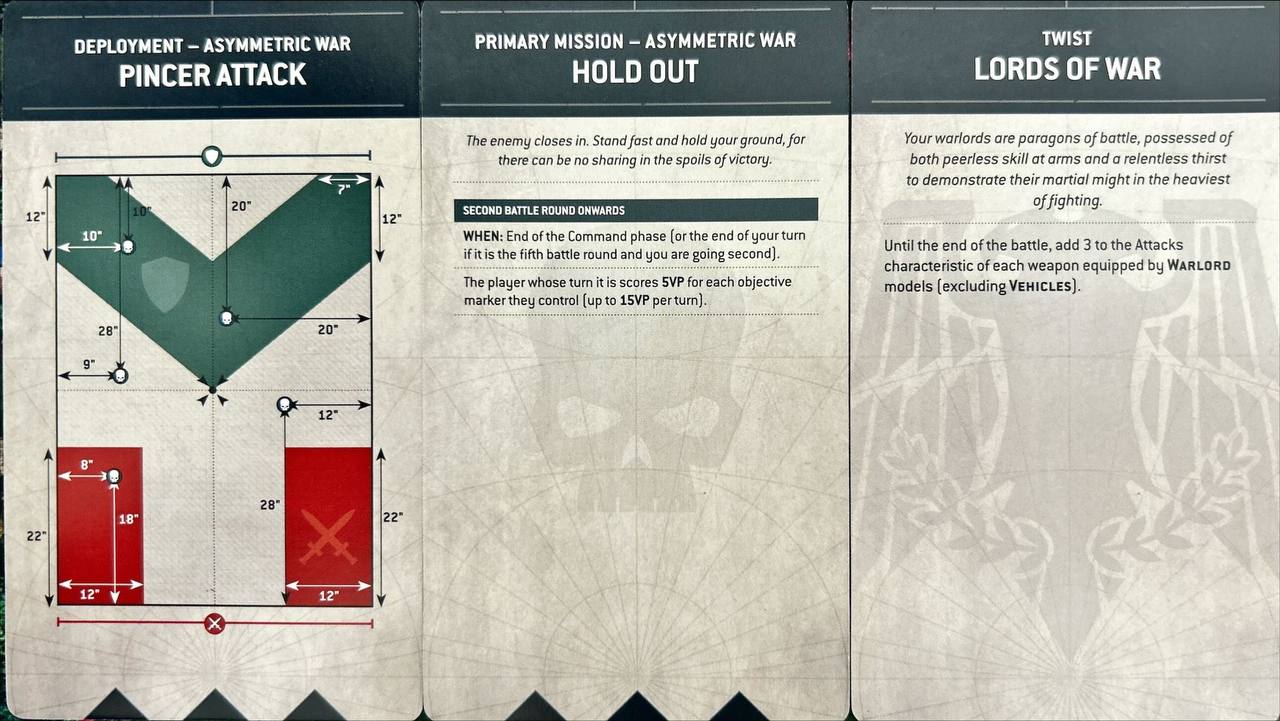 DEPLOYMENT – ASYMMETRIC WAR
PINCER ATTACK
12"
10"
10"
20"
7"
12"
28"
20"
9"
12"
8"
18"
28"
22"
22"
12"
12"
PRIMARY MISSION – ASYMMETRIC WAR
HOLD OUT
The enemy closes in. Stand fast and hold your ground, for
there can be no sharing in the spoils of victory.
SECOND BATTLE ROUND ONWARDS
WHEN: End of the Command phase (or the end of your turn
if it is the fifth battle round and you are going second).
The player whose turn it is scores 5VP for each objective
marker they control (up to 15VP per turn).
TWIST
LORDS OF WAR
Your warlords are paragons of battle, possessed of
both peerless skill at arms and a relentless thirst
to demonstrate their martial might in the heaviest
of fighting.
Until the end of the battle, add 3 to the Attacks
characteristic of each weapon equipped by WARLORD
models (excluding VEHICLES).